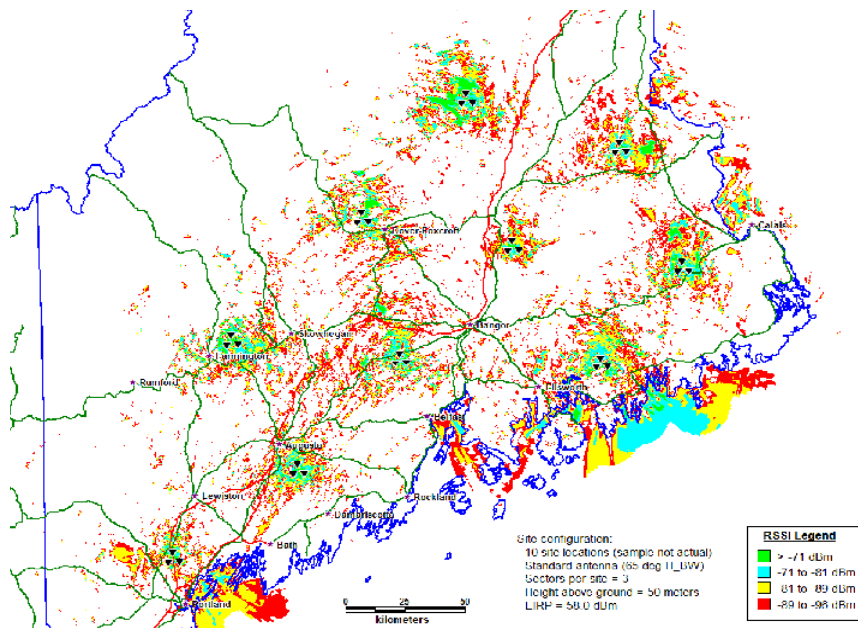 Dover-Foxcroft
Calais
Bangor
Skowhegan
Farmington
Rumford
Ellsworth
Belfast
Augusta
Lewiston
Rockland
Damariscotta
Bath
Portland
Site configuration:
10 site locations (sample not actual)
Standard antenna (65 deg H_BW)
Sectors per site = 3
Height above ground = 50 meters
EIRP = 58.0 dBm
RSSI Legend
> -71 dBm
-71 to -81 dBm
81 to -89 dBm
-89 to -96 dBm
0 25 50
kilometers